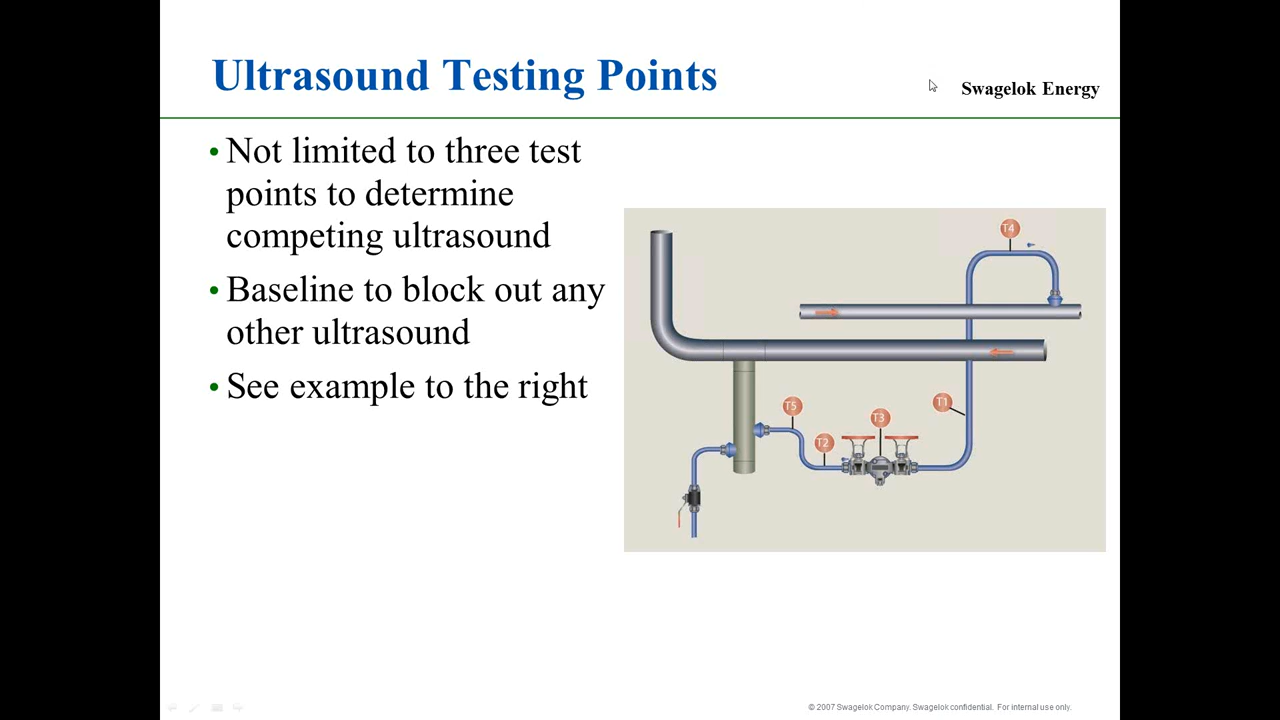 Ultrasound Testing Points
Swagelok Energy
• Not limited to three test
points to determine
competing ultrasound
• Baseline to block out any
other ultrasound
• See example to the right
T4
T1
T5
T3
T2
© 2007 Swagelok Company. Swagelok confidential. For internal use only.